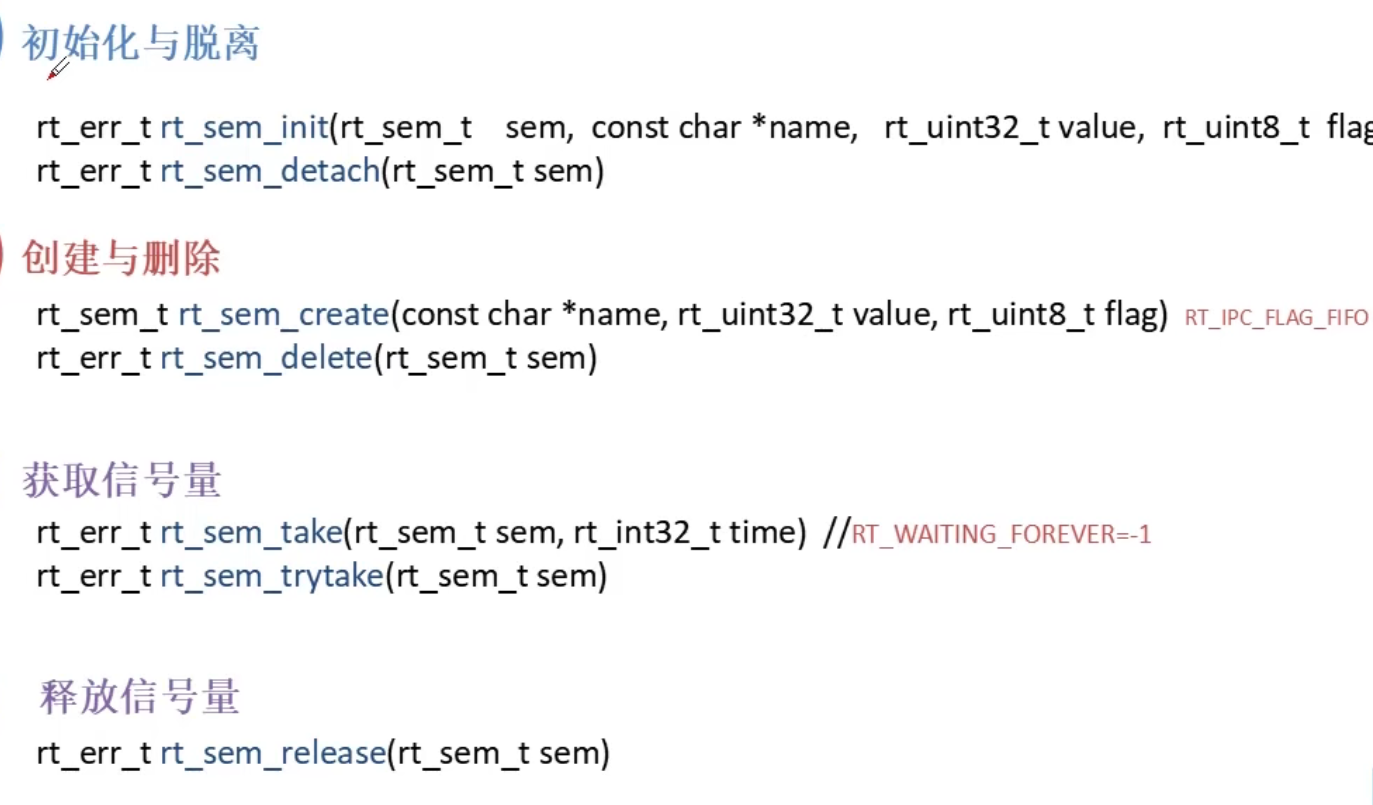 初始化与脱离
rt_err_t rt_sem_init(rt_sem_t sem, const char *name, rt_uint32_t value, rt_uint8_t flag
rt_err_t rt_sem_detach(rt_sem_t sem)
创建与删除
rt_sem_t rt_sem_create(const char *name, rt_uint32_t value, rt_uint8_t flag) RT_IPC_FLAG_FIFO
rt_err_t rt_sem_delete(rt_sem_t sem)
获取信号量
rt_err_t rt_sem_take(rt_sem_t sem, rt_int32_t time) //RT_WAITING_FOREVER=-1
rt_err_t rt_sem_trytake(rt_sem_t sem)
释放信号量
rt_err_t rt_sem_release(rt_sem_t sem)